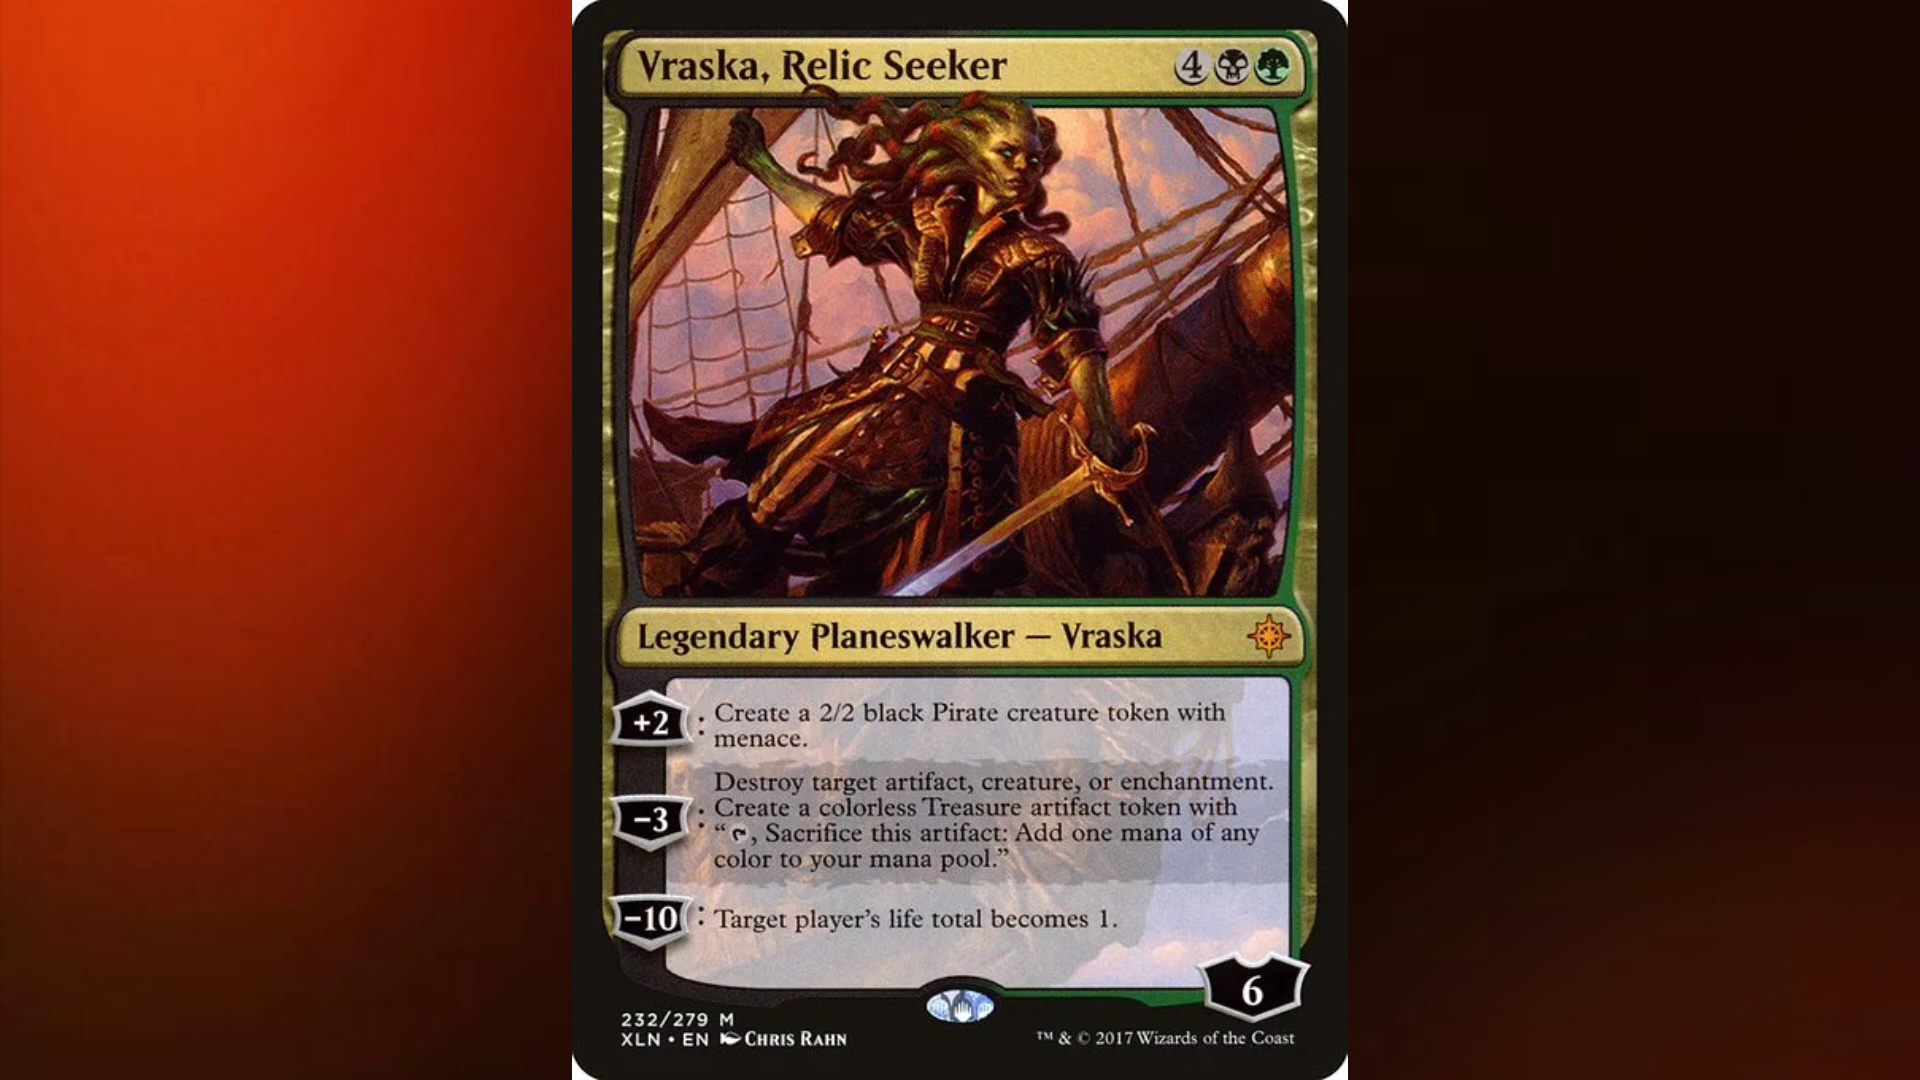 Vraska, Relic Seeker
4
Legendary Planeswalker — Vraska
+2 : Create a 2/2 black Pirate creature token with
menace.
Destroy target artifact, creature, or enchantment.
−3 : Create a colorless Treasure artifact token with
“ , Sacrifice this artifact: Add one mana of any
color to your mana pool.”
−10 : Target player’s life total becomes 1.
6
232/279 M
XLN • EN CHRIS RAHN
™ & © 2017 Wizards of the Coast